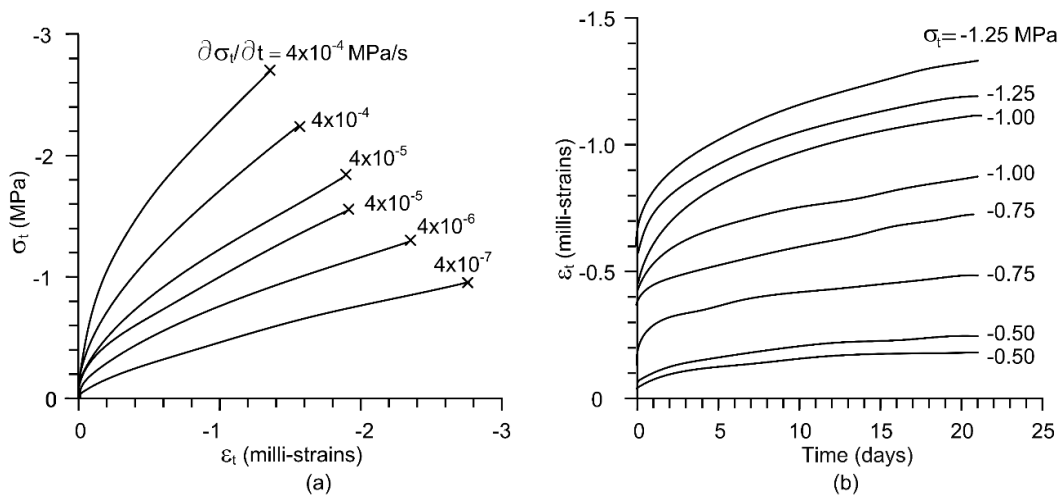 -3
-2
-1
0
σₜ (MPa)
∂σₜ/∂t = 4x10⁻⁴ MPa/s
4x10⁻⁴
4x10⁻⁵
4x10⁻⁵
4x10⁻⁶
4x10⁻⁷
0
-1
-2
-3
εₜ (milli-strains)
(a)
-1.5
-1.0
-0.5
0
εₜ (milli-strains)
σₜ= -1.25 MPa
-1.25
-1.00
-1.00
-0.75
-0.75
-0.50
-0.50
0
5
10
15
20
25
Time (days)
(b)